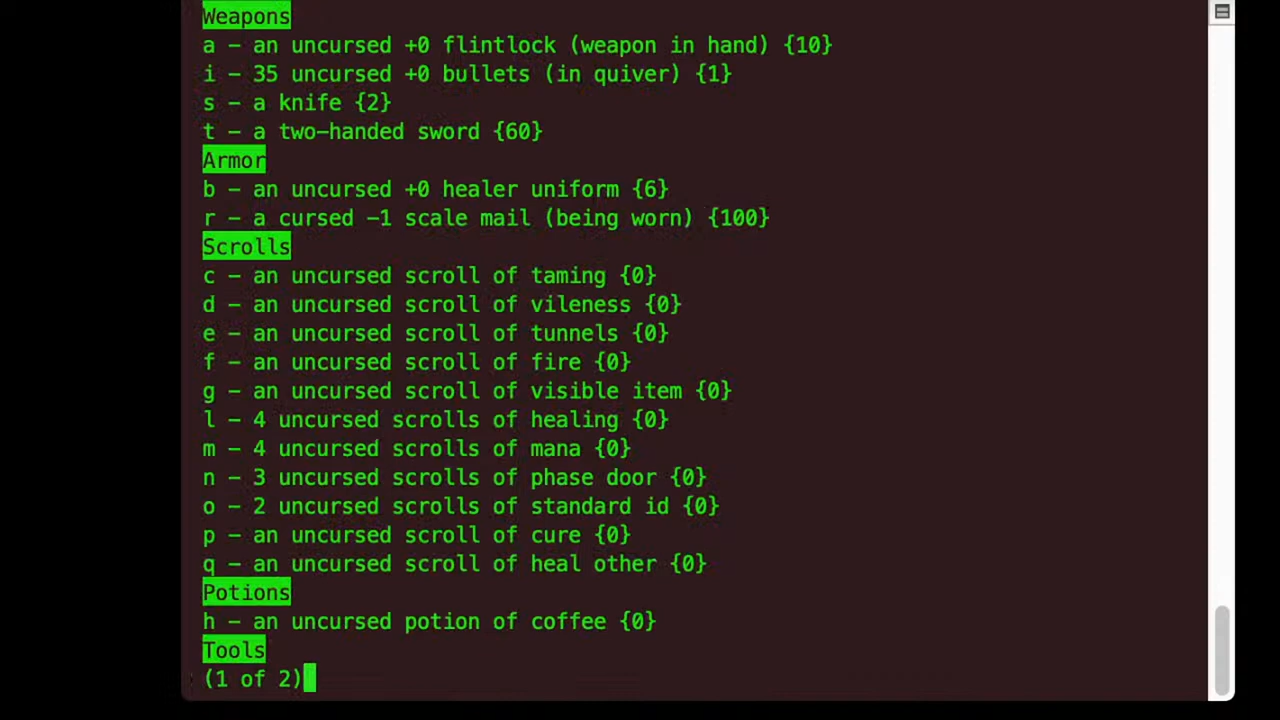 Weapons
a - an uncursed +0 flintlock (weapon in hand) {10}
i - 35 uncursed +0 bullets (in quiver) {1}
s - a knife {2}
t - a two-handed sword {60}
Armor
b - an uncursed +0 healer uniform {6}
r - a cursed -1 scale mail (being worn) {100}
Scrolls
c - an uncursed scroll of taming {0}
d - an uncursed scroll of vileness {0}
e - an uncursed scroll of tunnels {0}
f - an uncursed scroll of fire {0}
g - an uncursed scroll of visible item {0}
l - 4 uncursed scrolls of healing {0}
m - 4 uncursed scrolls of mana {0}
n - 3 uncursed scrolls of phase door {0}
o - 2 uncursed scrolls of standard id {0}
p - an uncursed scroll of cure {0}
q - an uncursed scroll of heal other {0}
Potions
h - an uncursed potion of coffee {0}
Tools
(1 of 2)